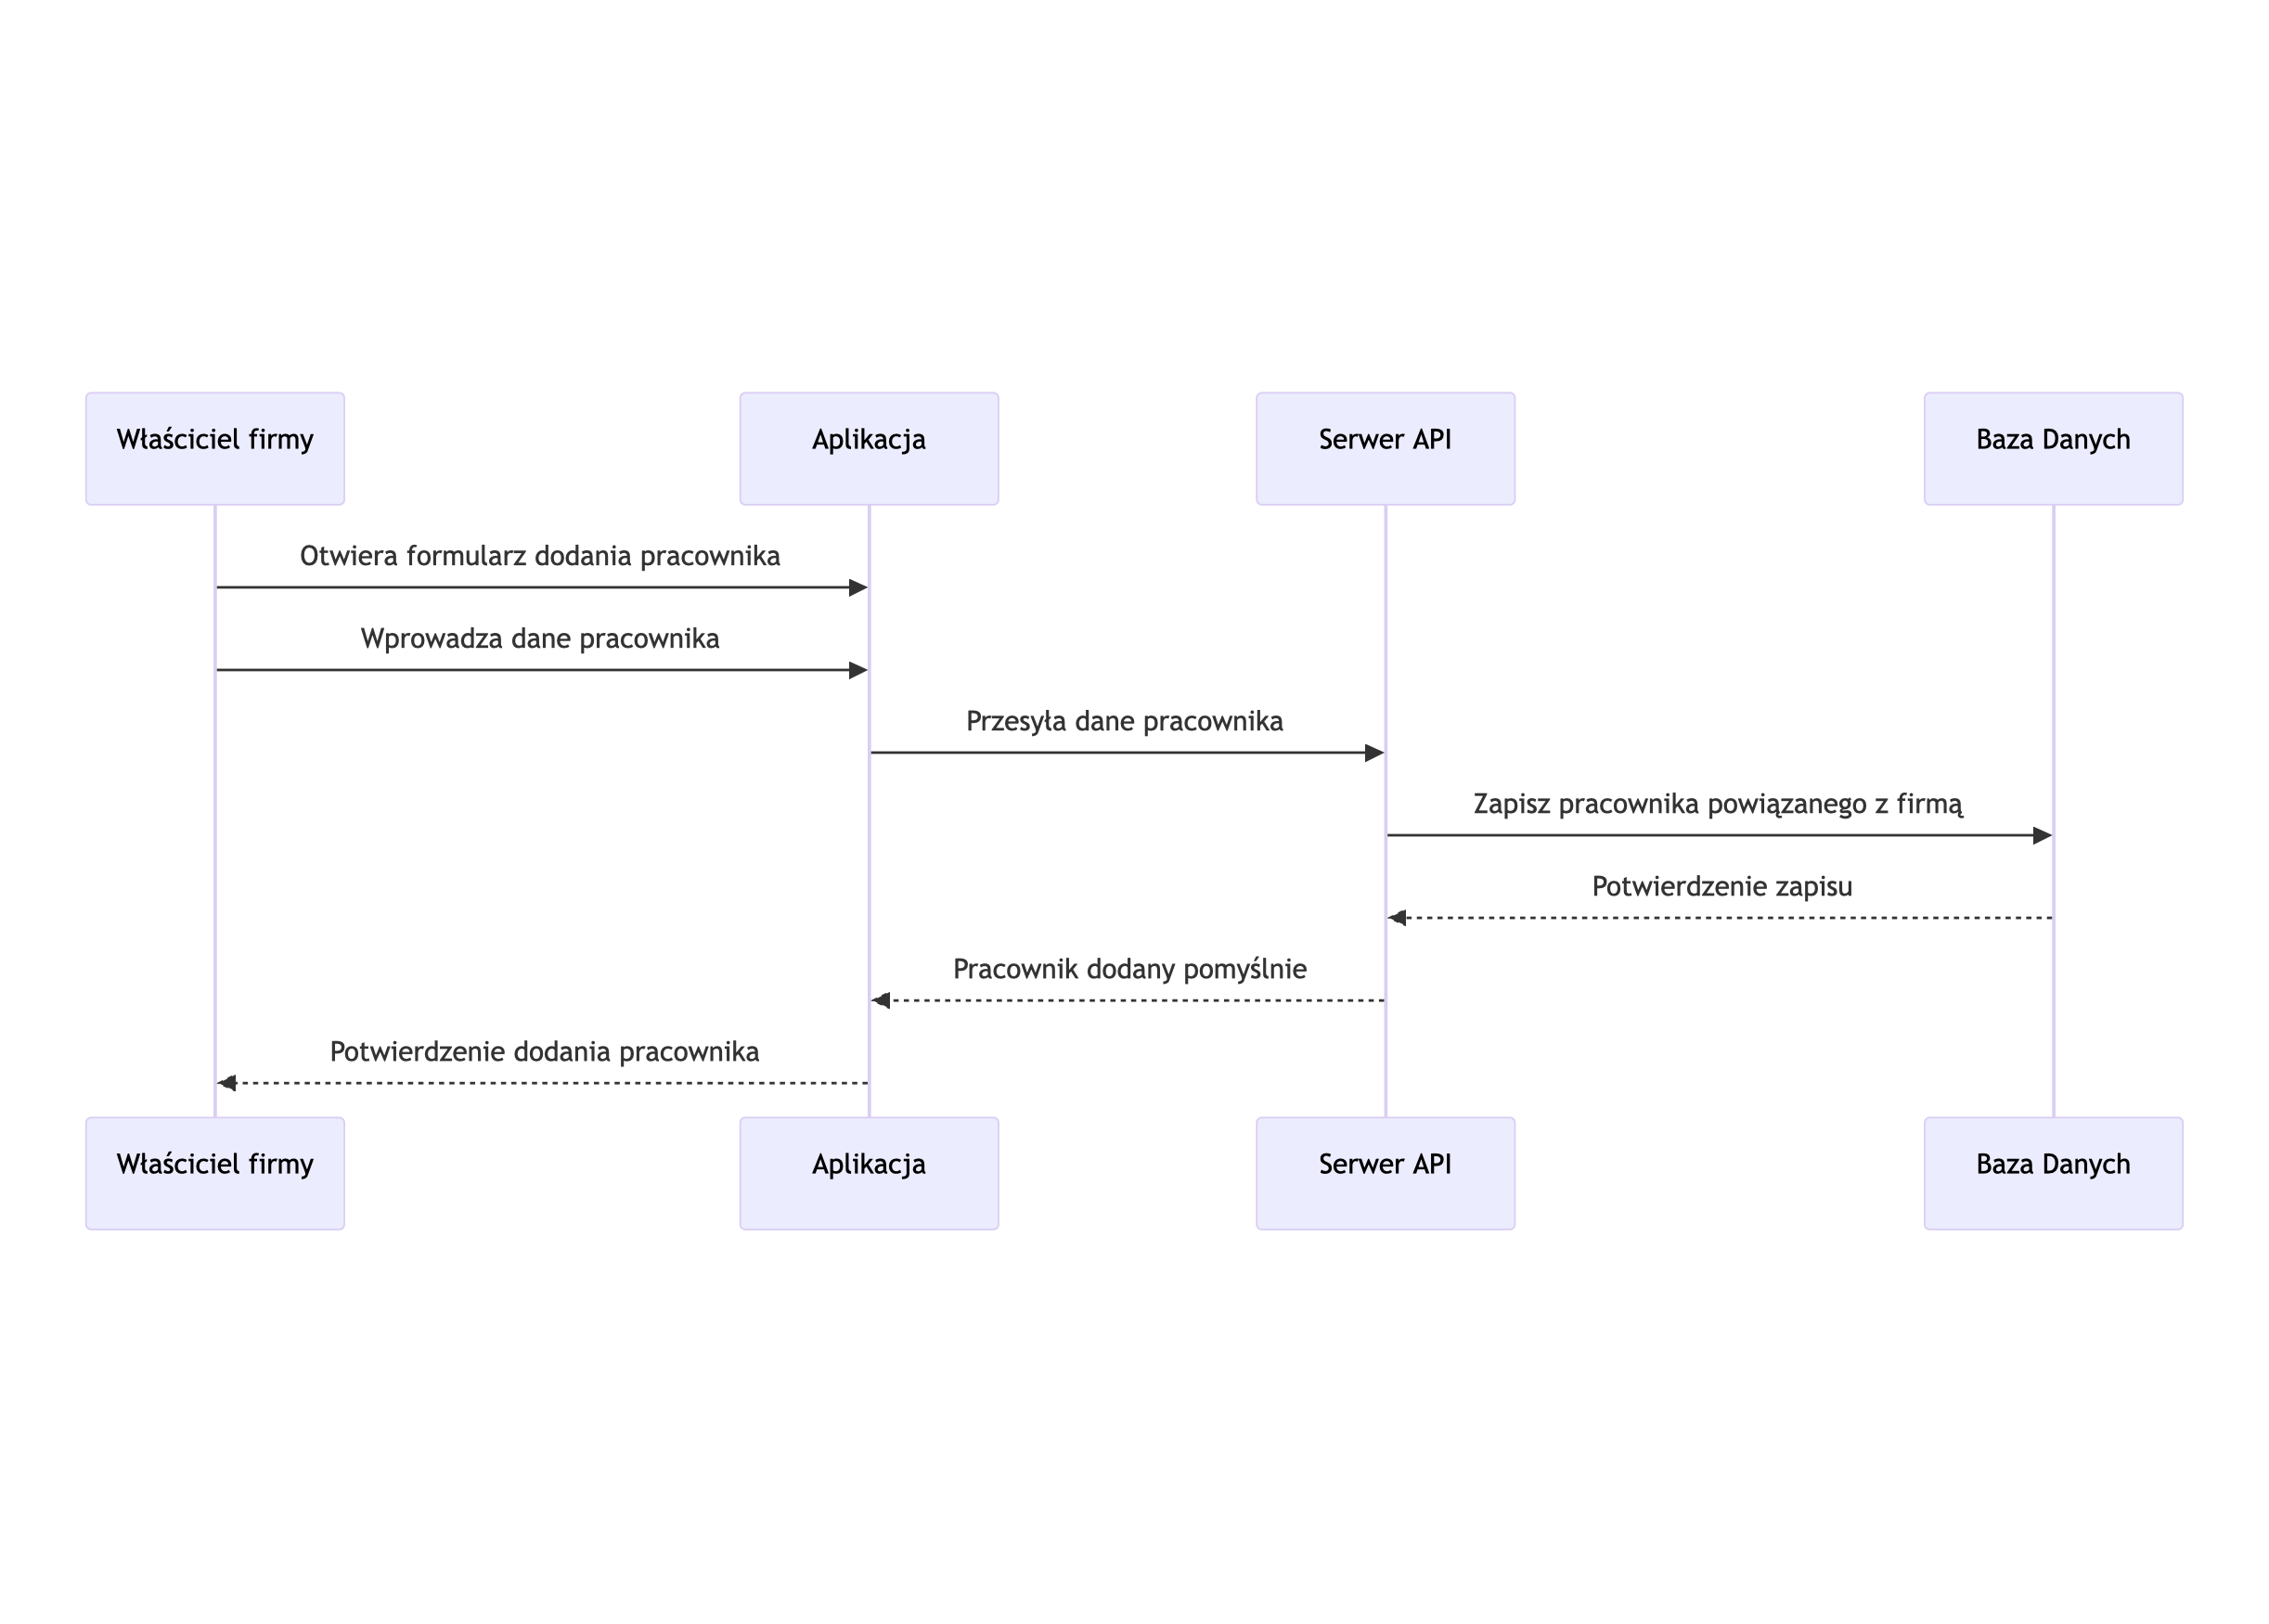 Właściciel firmy
Aplikacja
Serwer API
Baza Danych
Otwiera formularz dodania pracownika
Wprowadza dane pracownika
Przesyła dane pracownika
Zapisz pracownika powiązanego z firmą
Potwierdzenie zapisu
Pracownik dodany pomyślnie
Potwierdzenie dodania pracownika
Właściciel firmy
Aplikacja
Serwer API
Baza Danych